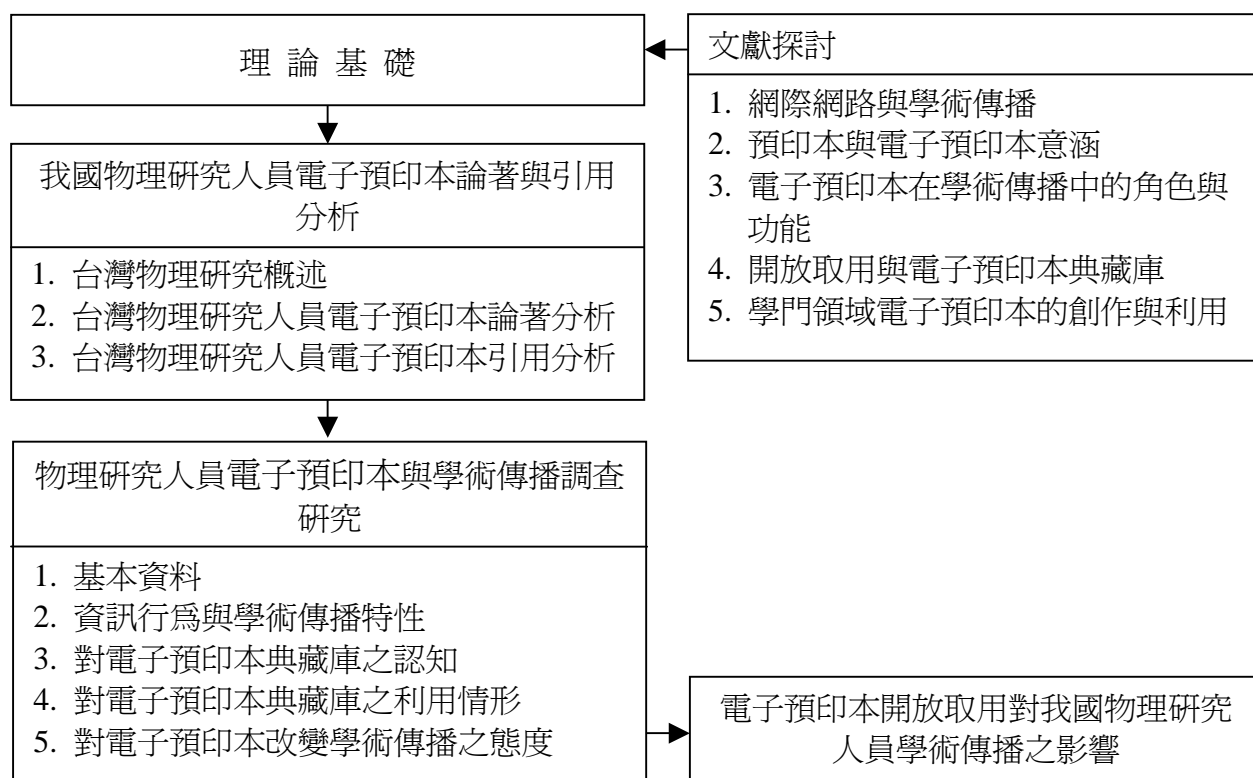 理 論 基 礎
文獻探討
1. 網際網路與學術傳播
2. 預印本與電子預印本意涵
3. 電子預印本在學術傳播中的角色與
功能
4. 開放取用與電子預印本典藏庫
5. 學門領域電子預印本的創作與利用
我國物理研究人員電子預印本論著與引用
分析
1. 台灣物理研究概述
2. 台灣物理研究人員電子預印本論著分析
3. 台灣物理研究人員電子預印本引用分析
物理研究人員電子預印本與學術傳播調查
研究
1. 基本資料
2. 資訊行為與學術傳播特性
3. 對電子預印本典藏庫之認知
4. 對電子預印本典藏庫之利用情形
5. 對電子預印本改變學術傳播之態度
電子預印本開放取用對我國物理研究
人員學術傳播之影響